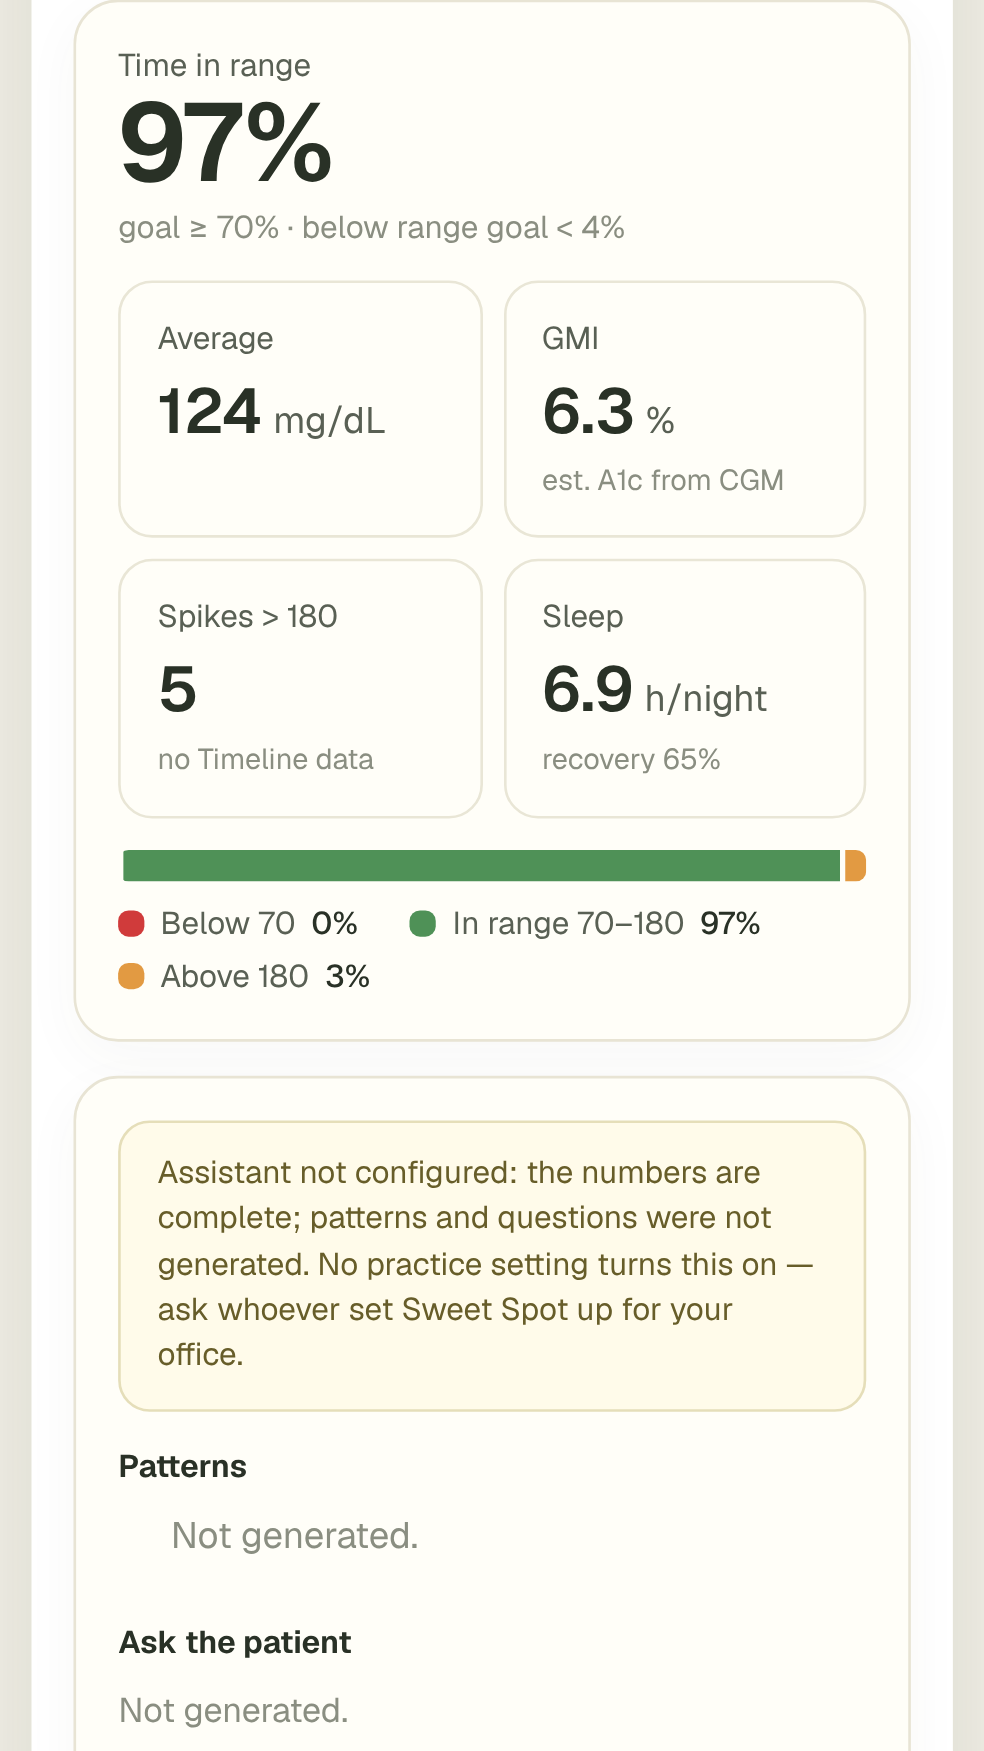 Time in range
97%
goal ≥ 70% · below range goal < 4%
Average
124 mg/dL
GMI
6.3 %
est. A1c from CGM
Spikes > 180
5
no Timeline data
Sleep
6.9 h/night
recovery 65%
Below 70 0% In range 70–180 97%
Above 180 3%
Assistant not configured: the numbers are
complete; patterns and questions were not
generated. No practice setting turns this on —
ask whoever set Sweet Spot up for your
office.
Patterns
Not generated.
Ask the patient
Not generated.